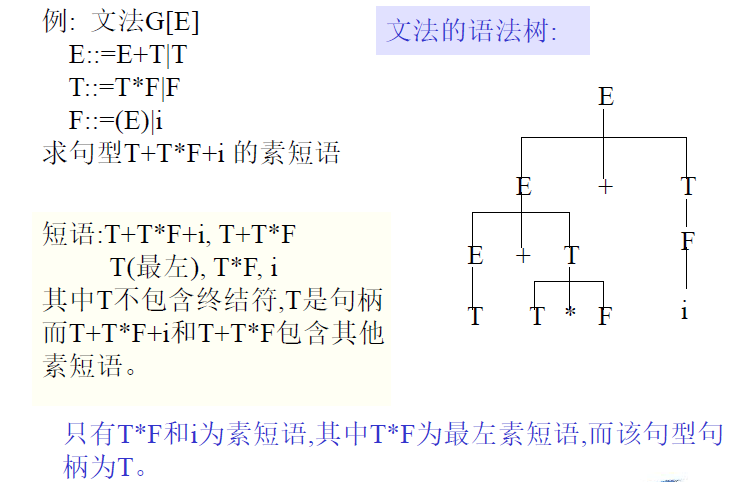 例: 文法G[E]
E::=E+T|T
T::=T*F|F
F::=(E)|i
求句型T+T*F+i 的素短语
短语:T+T*F+i, T+T*F
T(最左), T*F, i
其中T不包含终结符,T是句柄
而T+T*F+i和T+T*F包含其他
素短语。
文法的语法树:
E
E + T
F
E + T
T T * F i
只有T*F和i为素短语,其中T*F为最左素短语,而该句型句
柄为T。